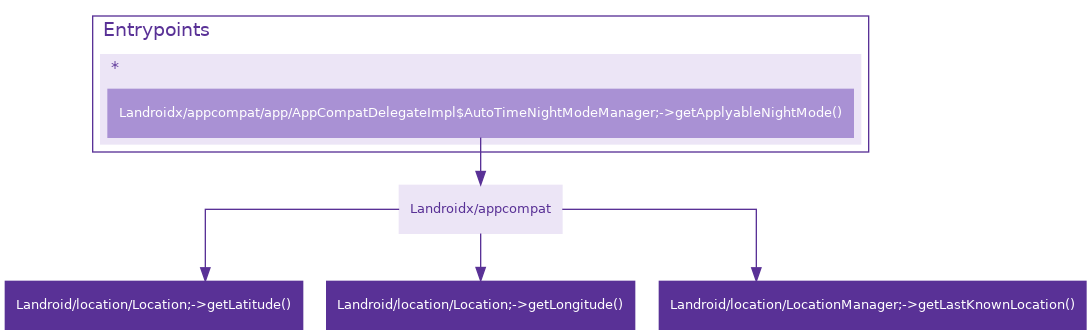 Entrypoints
*
Landroidx/appcompat/app/AppCompatDelegateImpl$AutoTimeNightModeManager;->getApplyableNightMode()
Landroidx/appcompat
Landroid/location/Location;->getLatitude()
Landroid/location/Location;->getLongitude()
Landroid/location/LocationManager;->getLastKnownLocation()